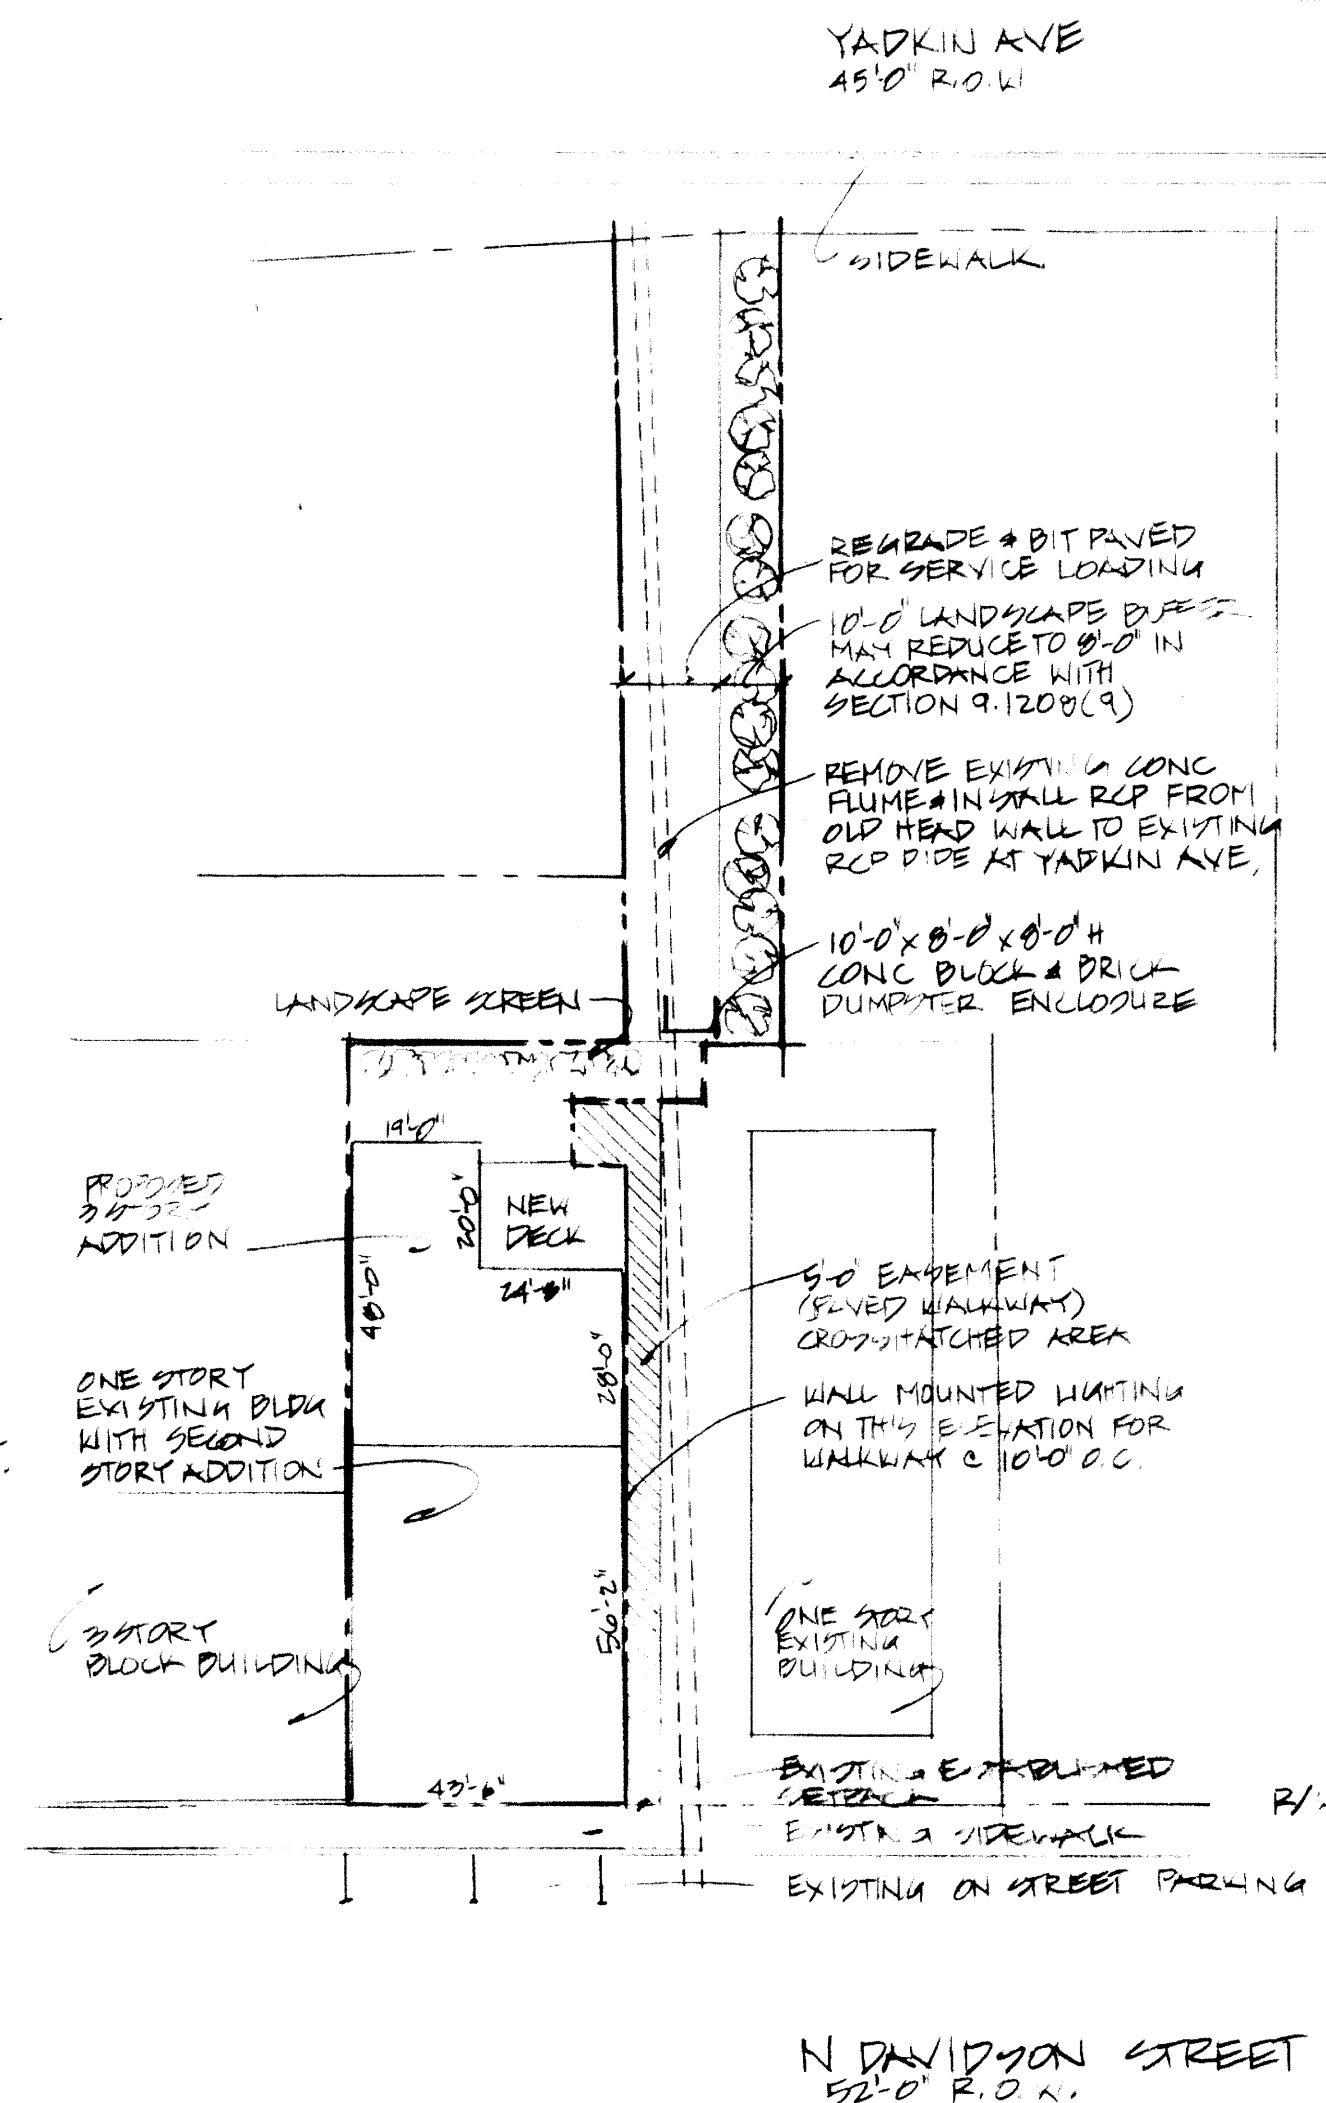 YADKIN AVE
45'-0" R.O.W
SIDEWALK
REGRADE & BIT PAVED
FOR SERVICE LOADING
10'-0" LANDSCAPE BUFFER
MAY REDUCE TO 8'-0" IN
ACCORDANCE WITH
SECTION 9.1208(9)
REMOVE EXISTING CONC
FLUME & INSTALL RCP FROM
OLD HEAD WALL TO EXISTING
RCP PIPE AT YADKIN AVE.
10'-0" x 8'-0" x 8'-0" H
CONC BLOCK & BRICK
DUMPSTER ENCLOSURE
LANDSCAPE SCREEN
19'-0"
PROPOSED
3 STORY
ADDITION
20'-0"
NEW
DECK
24'-6"
48'-0"
28'-0"
5'-0" EASEMENT
(PAVED WALKWAY)
CROSSHATCHED AREA
ONE STORY
EXISTING BLDG
WITH SECOND
STORY ADDITION
WALL MOUNTED LIGHTING
ON THIS ELEVATION FOR
WALKWAY @ 10'-0" O.C.
56'-2"
3 STORY
BLOCK BUILDING
ONE STORY
EXISTING
BUILDING
43'-6"
EXISTING ESTABLISHED
SETBACK
R/
EXISTING SIDEWALK
EXISTING ON STREET PARKING
N DAVIDSON STREET
52'-0" R.O.W.